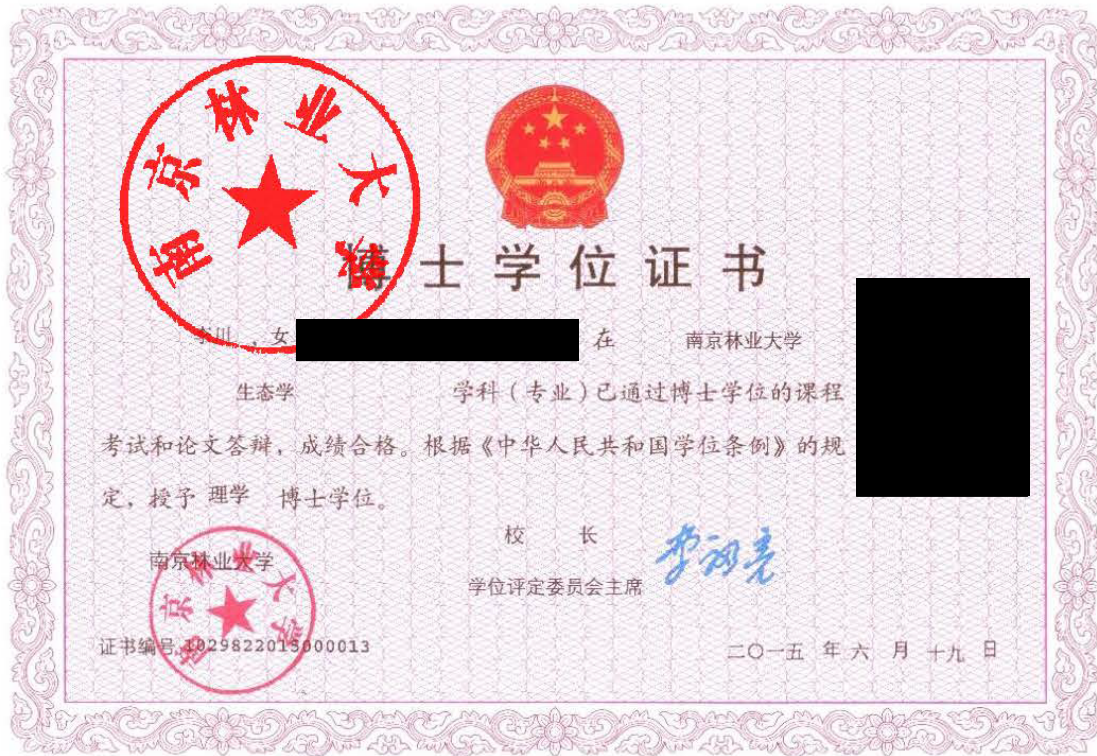 南京林业大学
博士学位证书
李川，女
在 南京林业大学
生态学 学科（专业）已通过博士学位的课程
考试和论文答辩，成绩合格。根据《中华人民共和国学位条例》的规
定，授予 理学 博士学位。
南京林业大学
校 长
李祝亮
学位评定委员会主席
南京林业大学
证书编号 1029822015000013
二〇一五 年 六 月 十九 日